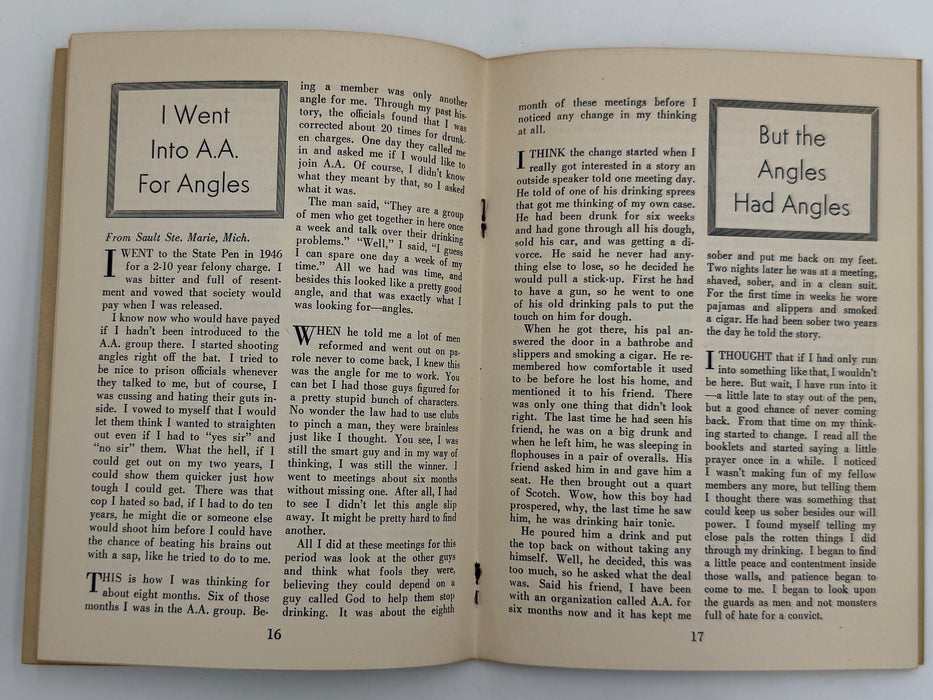 I Went
Into A.A.
For Angles
From Sault Ste. Marie, Mich.
I WENT to the State Pen in 1946
for a 2-10 year felony charge. I
was bitter and full of resent-
ment and vowed that society would
pay when I was released.
I know now who would have payed
if I hadn't been introduced to the
A.A. group there. I started shooting
angles right off the bat. I tried to
be nice to prison officials whenever
they talked to me, but of course, I
was cussing and hating their guts in-
side. I vowed to myself that I would
let them think I wanted to straighten
out even if I had to "yes sir" and
"no sir" them. What the hell, if I
could get out on my two years, I
could show them quicker just how
tough I could get. There was that
cop I hated so bad, if I had to do ten
years, he might die or someone else
would shoot him before I could have
the chance of beating his brains out
with a sap, like he tried to do to me.
THIS is how I was thinking for
about eight months. Six of those
months I was in the A.A. group. Be-
ing a member was only another
angle for me. Through my past his-
tory, the officials found that I was
corrected about 20 times for drunk-
en charges. One day they called me
in and asked me if I would like to
join A.A. Of course, I didn't know
what they meant by that, so I asked
what it was.
The man said, "They are a group
of men who get together in here once
a week and talk over their drinking
problems." "Well," I said, "I guess
I can spare one day a week of my
time." All we had was time, and
besides this looked like a pretty good
angle, and that was exactly what I
was looking for—angles.
WHEN he told me a lot of men
reformed and went out on pa-
role never to come back, I knew this
was the angle for me to work. You
can bet I had those guys figured for
a pretty stupid bunch of characters.
No wonder the law had to use clubs
to pinch a man, they were brainless
just like I thought. You see, I was
still the smart guy and in my way of
thinking, I was still the winner. I
went to meetings about six months
without missing one. After all, I had
to see I didn't let this angle slip
away. It might be pretty hard to find
another.
All I did at these meetings for this
period was look at the other guys
and think what fools they were,
believing they could depend on a
guy called God to help them stop
drinking. It was about the eighth
16
month of these meetings before I
noticed any change in my thinking
at all.
I THINK the change started when I
really got interested in a story an
outside speaker told one meeting day.
He told of one of his drinking sprees
that got me thinking of my own case.
He had been drunk for six weeks
and had gone through all his dough,
sold his car, and was getting a di-
vorce. He said he never had any-
thing else to lose, so he decided he
would pull a stick-up. First he had
to have a gun, so he went to one
of his old drinking pals to put the
touch on him for dough.
When he got there, his pal an-
swered the door in a bathrobe and
slippers and smoking a cigar. He re-
membered how comfortable it used
to be before he lost his home, and
mentioned it to his friend. There
was only one thing that didn't look
right. The last time he had seen his
friend, he was on a big drunk and
when he left him, he was sleeping in
flophouses in a pair of overalls. His
friend asked him in and gave him a
seat. He then brought out a quart
of Scotch. Wow, how this boy had
prospered, why, the last time he saw
him, he was drinking hair tonic.
He poured him a drink and put
the top back on without taking any
himself. Well, he decided, this was
too much, so he asked what the deal
was. Said his friend, I have been
with an organization called A.A. for
six months now and it has kept me
But the
Angles
Had Angles
sober and put me back on my feet.
Two nights later he was at a meeting,
shaved, sober, and in a clean suit.
For the first time in weeks he wore
pajamas and slippers and smoked
a cigar. He had been sober two years
the day he told the story.
I THOUGHT that if I had only run
into something like that, I wouldn't
be here. But wait, I have run into it
—a little late to stay out of the pen,
but a good chance of never coming
back. From that time on my think-
ing started to change. I read all the
booklets and started saying a little
prayer once in a while. I noticed
I wasn't making fun of my fellow
members any more, but telling them
I thought there was something that
could keep us sober besides our will
power. I found myself telling my
close pals the rotten things I did
through my drinking. I began to find
a little peace and contentment inside
those walls, and patience began to
come to me. I began to look upon
the guards as men and not monsters
full of hate for a convict.
17